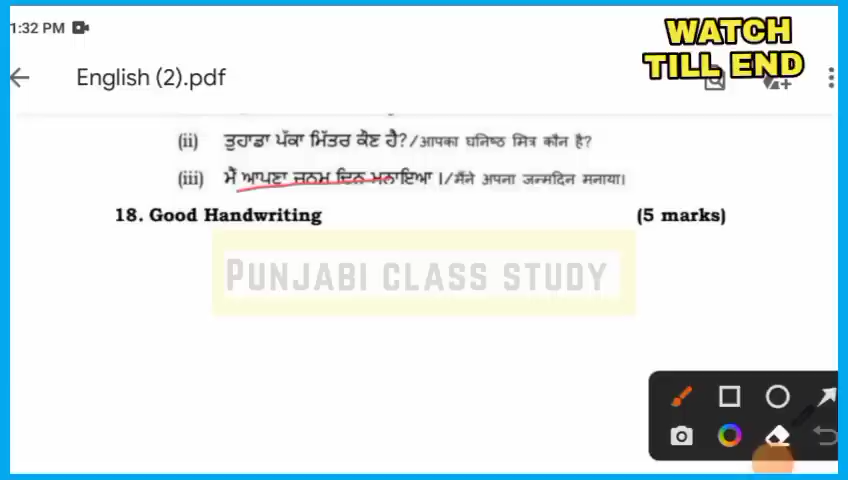 1:32 PM
WATCH
TILL END
English (2).pdf
(ii) ਤੁਹਾਡਾ ਪੱਕਾ ਮਿੱਤਰ ਕੌਣ ਹੈ?/आपका घनिष्ठ मित्र कौन है?
(iii) ਮੈਂ ਆਪਣਾ ਜਨਮ ਦਿਨ ਮਨਾਇਆ।/मैंने अपना जन्मदिन मनाया।
18. Good Handwriting (5 marks)
PUNJABI CLASS STUDY